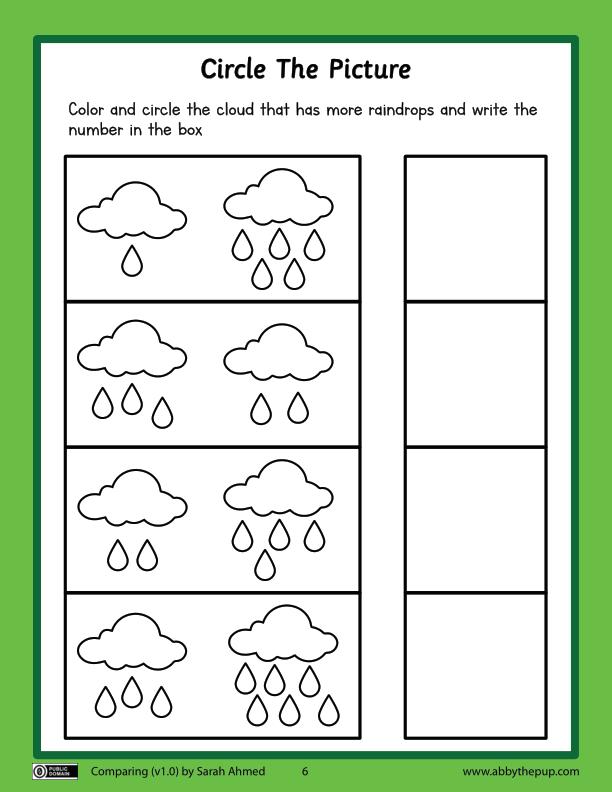 Circle The Picture
Color and circle the cloud that has more raindrops and write the
number in the box
PUBLIC
DOMAIN
Comparing (v1.0) by Sarah Ahmed
6
www.abbythepup.com